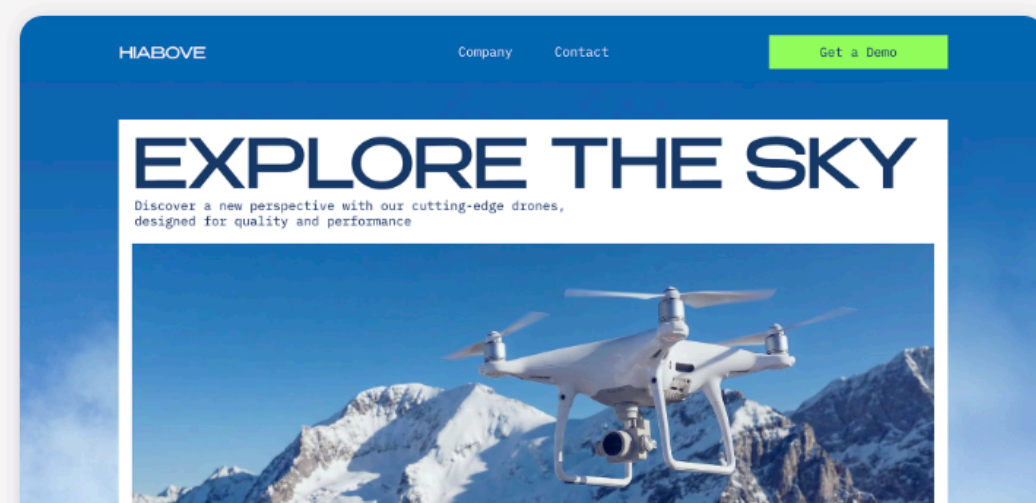 HIABOVE
Company
Contact
Get a Demo
EXPLORE THE SKY
Discover a new perspective with our cutting-edge drones,
designed for quality and performance